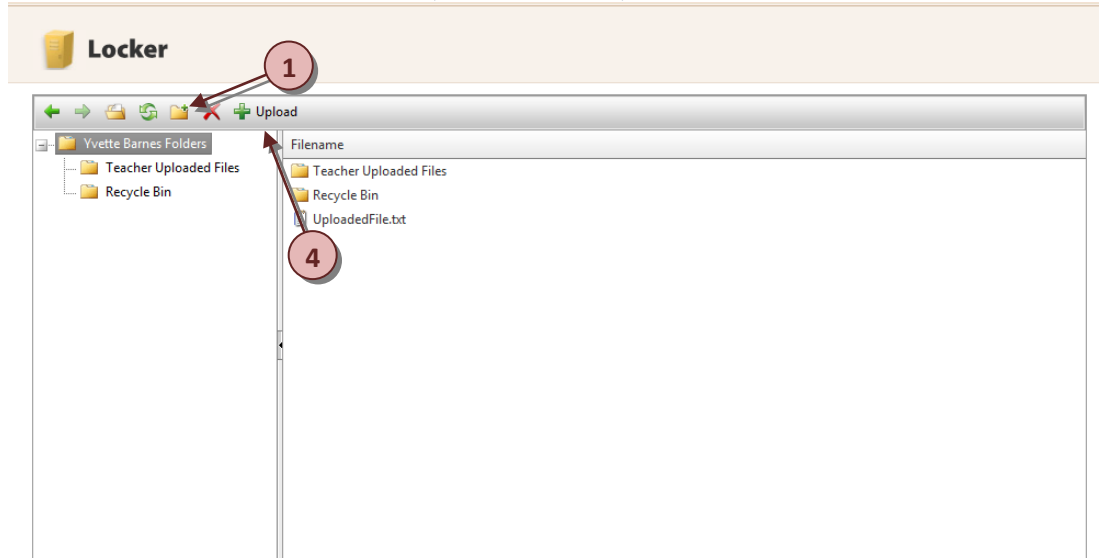 Locker
1
Upload
Yvette Barnes Folders
Filename
Teacher Uploaded Files
Teacher Uploaded Files
Recycle Bin
Recycle Bin
UploadedFile.txt
4